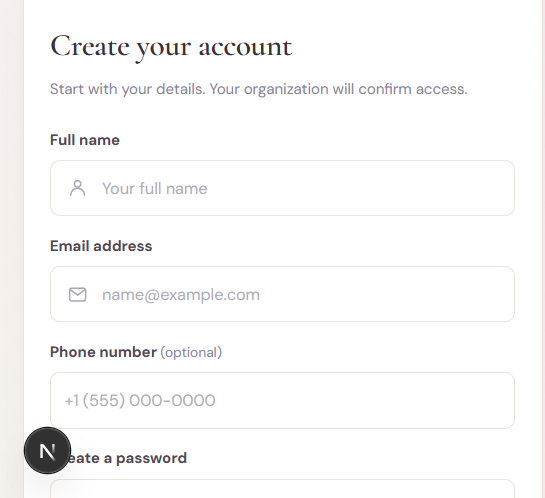 Create your account
Start with your details. Your organization will confirm access.
Full name
Your full name
Email address
name@example.com
Phone number (optional)
+1 (555) 000-0000
N
eate a password